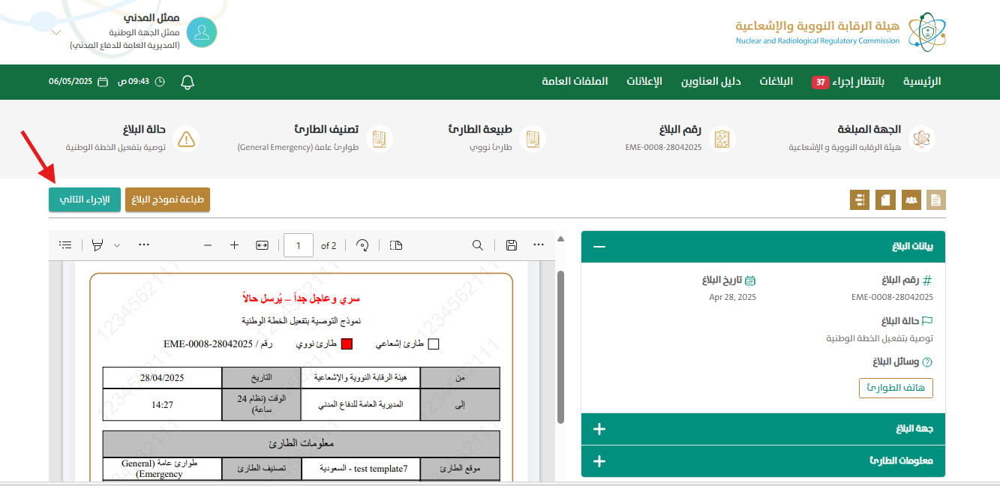 هيئة الرقابة النووية والإشعاعية
Nuclear and Radiological Regulatory Commission
ممثل المدني
ممثل الجهة الوطنية
(المديرية العامة للدفاع المدني)
الرئيسية
بانتظار إجراء 37
البلاغات
دليل العناوين
الإعلانات
الملفات العامة
09:43 ص
06/05/2025
الجهة المبلغة
هيئة الرقابه النووية و الإشعاعية
رقم البلاغ
EME-0008-28042025
طبيعة الطارئ
طارئ نووي
تصنيف الطارئ
طوارئ عامة (General Emergency)
حالة البلاغ
توصية بتفعيل الخطة الوطنية
طباعة نموذج البلاغ
الإجراء التالي
بيانات البلاغ
رقم البلاغ
EME-0008-28042025
تاريخ البلاغ
Apr 28, 2025
حالة البلاغ
توصية بتفعيل الخطة الوطنية
وسائل البلاغ
هاتف الطوارئ
جهة البلاغ
معلومات الطارئ
1 of 2
سري وعاجل جداً – يُرسل حالاً
نموذج التوصية بتفعيل الخطة الوطنية
طارئ إشعاعي
طارئ نووي
رقم / EME-0008-28042025
من
هيئة الرقابة النووية والإشعاعية
التاريخ
28/04/2025
إلى
المديرية العامة للدفاع المدني
الوقت (نظام 24
ساعة)
14:27
معلومات الطارئ
موقع الطارئ
test template7 - السعودية
تصنيف الطارئ
طوارئ عامة (General
Emergency)
1234562111
1234562111
1234562111
1234562111